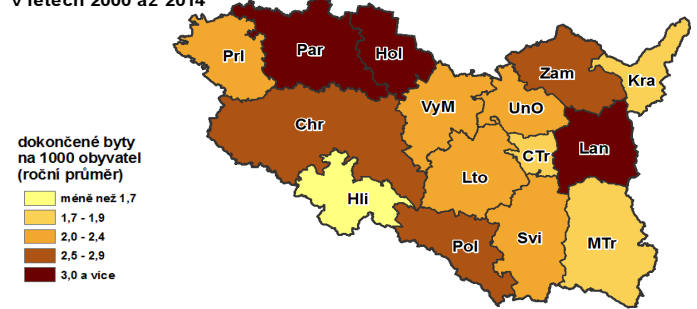 v letech 2006 až 2014
Par
Hol
Prl
Zam
Kra
VyM
UnO
Chr
Lan
CTr
Lto
Hli
Svi
MTr
Pol
dokončené byty
na 1000 obyvatel
(roční průměr)
méně než 1,7
1,7 - 1,9
2,0 - 2,4
2,5 - 2,9
3,0 a více